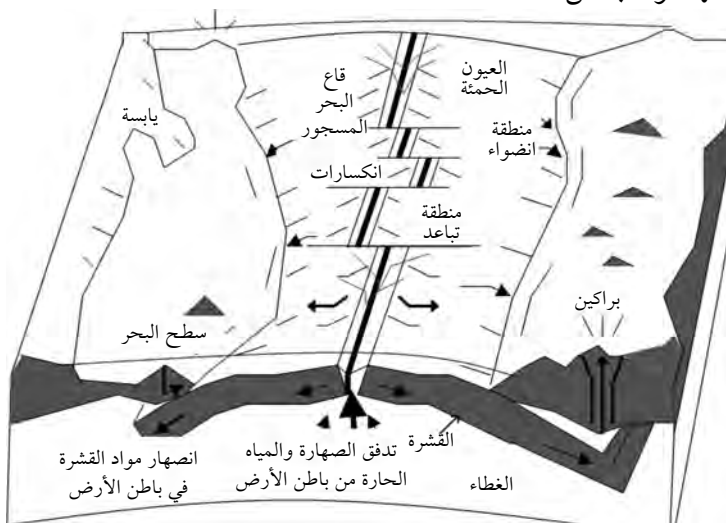 قاع
البحر
المسجور
العيون
الحمئة
يابسة
منطقة
انضواء
انكسارات
منطقة
تباعد
براكين
سطح البحر
القشرة
تدفق الصهارة والمياه
الحارة من باطن الأرض
انصهار مواد القشرة
في باطن الأرض
الغطاء